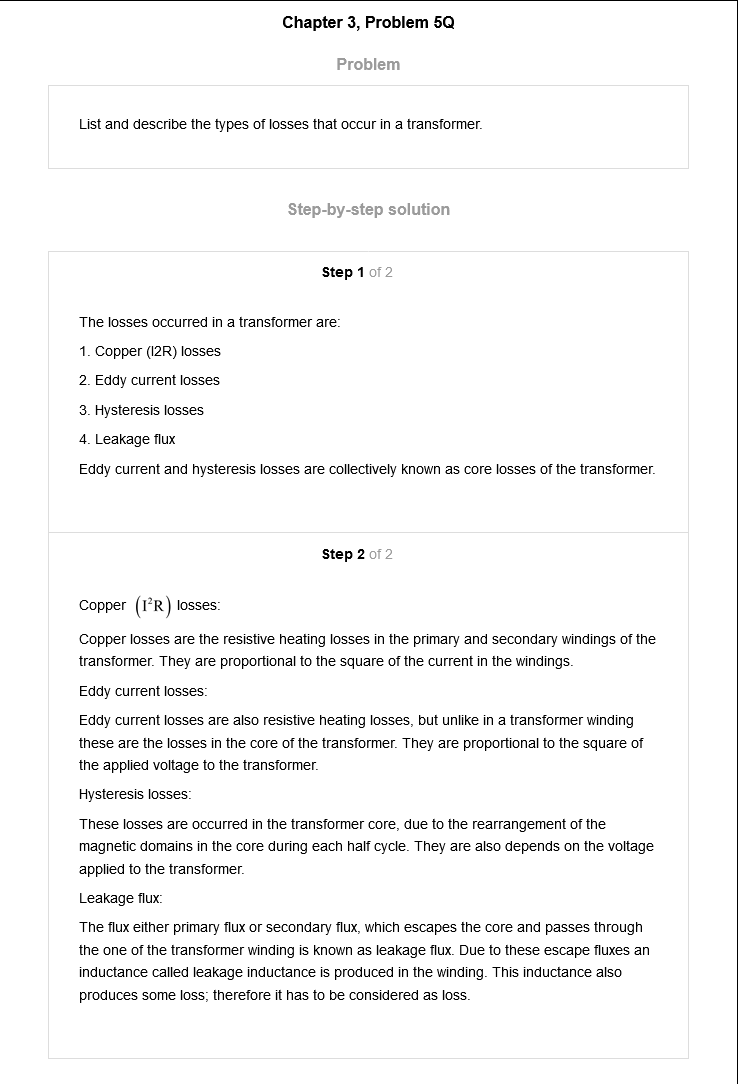 Chapter 3, Problem 5Q
Problem
List and describe the types of losses that occur in a transformer.
Step-by-step solution
Step 1 of 2
The losses occurred in a transformer are:
1. Copper (I2R) losses
2. Eddy current losses
3. Hysteresis losses
4. Leakage flux
Eddy current and hysteresis losses are collectively known as core losses of the transformer.
Step 2 of 2
Copper (I²R) losses:
Copper losses are the resistive heating losses in the primary and secondary windings of the
transformer. They are proportional to the square of the current in the windings.
Eddy current losses:
Eddy current losses are also resistive heating losses, but unlike in a transformer winding
these are the losses in the core of the transformer. They are proportional to the square of
the applied voltage to the transformer.
Hysteresis losses:
These losses are occurred in the transformer core, due to the rearrangement of the
magnetic domains in the core during each half cycle. They are also depends on the voltage
applied to the transformer.
Leakage flux:
The flux either primary flux or secondary flux, which escapes the core and passes through
the one of the transformer winding is known as leakage flux. Due to these escape fluxes an
inductance called leakage inductance is produced in the winding. This inductance also
produces some loss; therefore it has to be considered as loss.